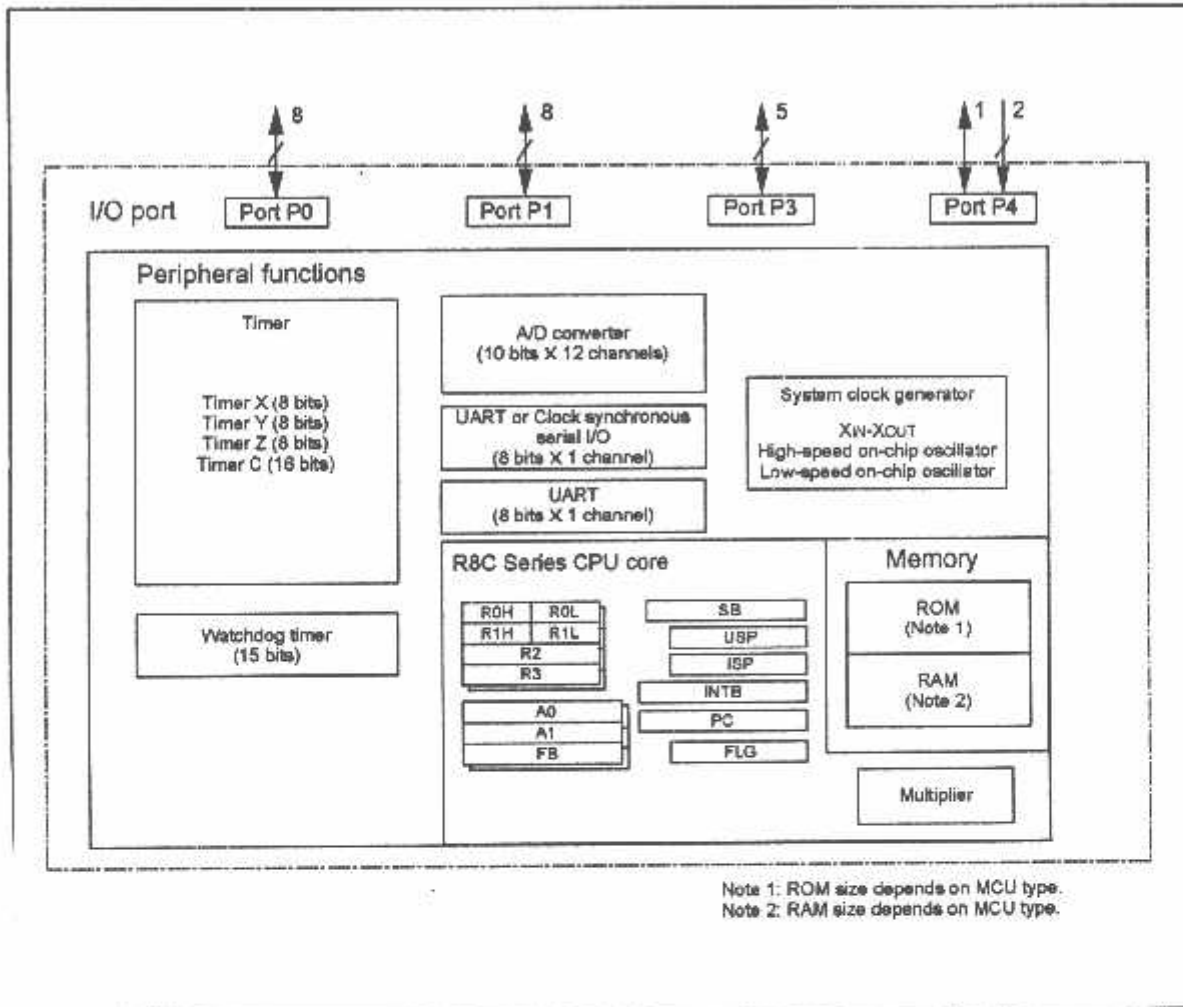 8
8
5
1
2
I/O port
Port P0
Port P1
Port P3
Port P4
Peripheral functions
Timer
Timer X (8 bits)
Timer Y (8 bits)
Timer Z (8 bits)
Timer C (16 bits)
Watchdog timer
(15 bits)
A/D converter
(10 bits X 12 channels)
UART or Clock synchronous
serial I/O
(8 bits X 1 channel)
UART
(8 bits X 1 channel)
System clock generator
XIN-XOUT
High-speed on-chip oscillator
Low-speed on-chip oscillator
R8C Series CPU core
R0H R0L
R1H R1L
R2
R3
A0
A1
FB
SB
USP
ISP
INTB
PC
FLG
Memory
ROM
(Note 1)
RAM
(Note 2)
Multiplier
Note 1: ROM size depends on MCU type.
Note 2: RAM size depends on MCU type.